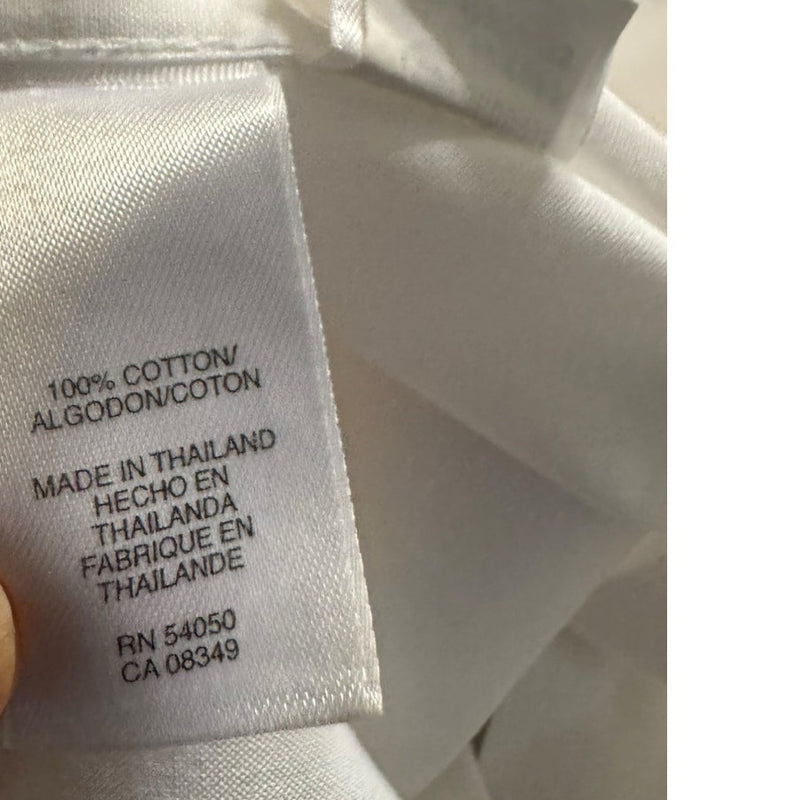 100% COTTON/
ALGODON/COTON
MADE IN THAILAND
HECHO EN
THAILANDA
FABRIQUE EN
THAILANDE
RN 54050
CA 08349